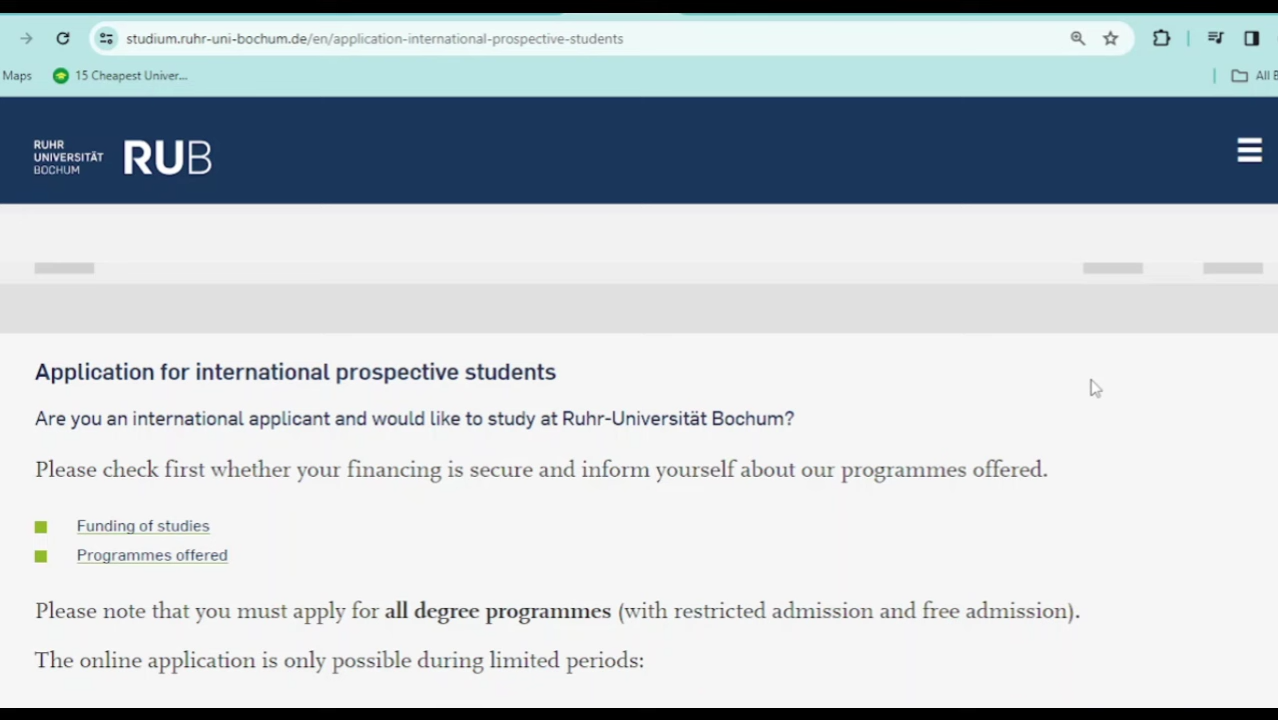 studium.ruhr-uni-bochum.de/en/application-international-prospective-students
Maps 15 Cheapest Univer... All B
RUHR
UNIVERSITÄT
BOCHUM
RUB
Application for international prospective students
Are you an international applicant and would like to study at Ruhr-Universität Bochum?
Please check first whether your financing is secure and inform yourself about our programmes offered.
Funding of studies
Programmes offered
Please note that you must apply for all degree programmes (with restricted admission and free admission).
The online application is only possible during limited periods: